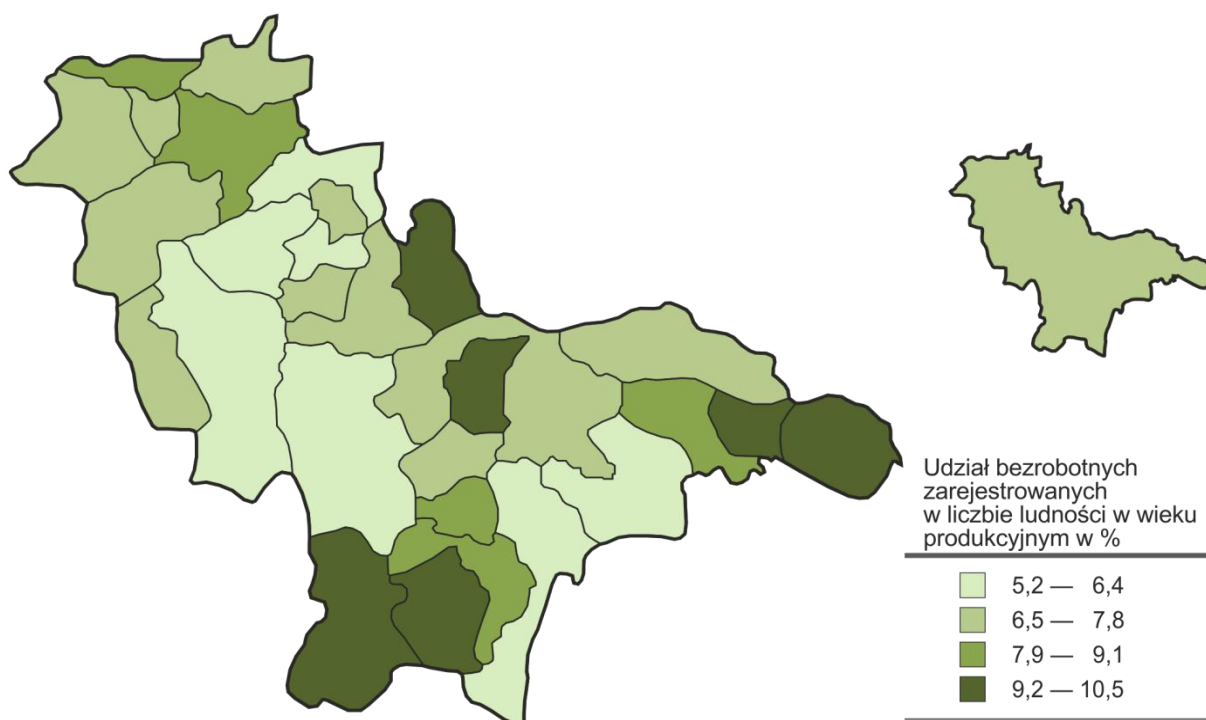 Udział bezrobotnych
zarejestrowanych
w liczbie ludności w wieku
produkcyjnym w %
5,2 — 6,4
6,5 — 7,8
7,9 — 9,1
9,2 — 10,5